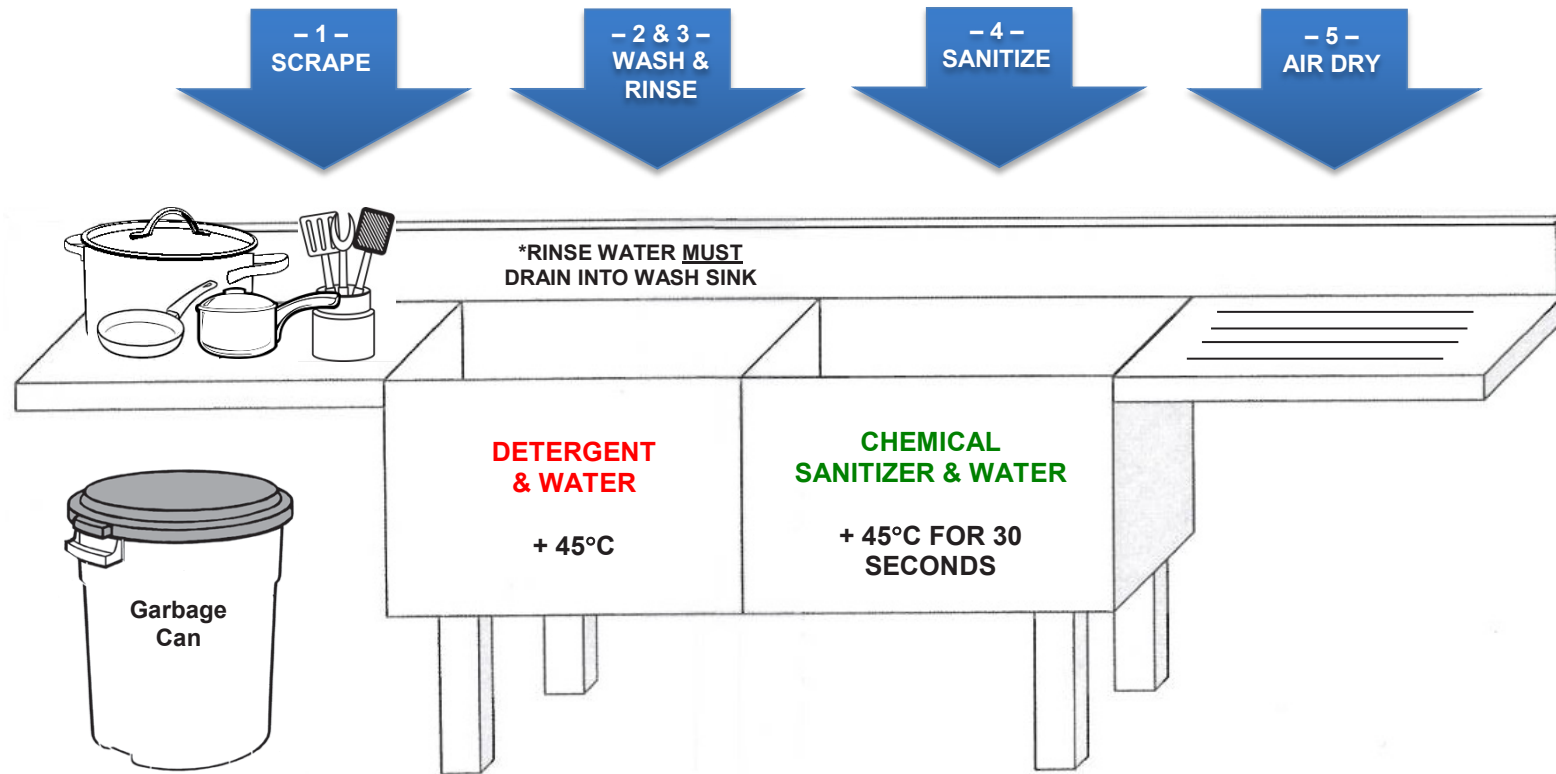 – 1 –
SCRAPE
– 2 & 3 –
WASH &
RINSE
– 4 –
SANITIZE
– 5 –
AIR DRY
*RINSE WATER MUST
DRAIN INTO WASH SINK
DETERGENT
& WATER
+ 45°C
CHEMICAL
SANITIZER & WATER
+ 45°C FOR 30
SECONDS
Garbage
Can